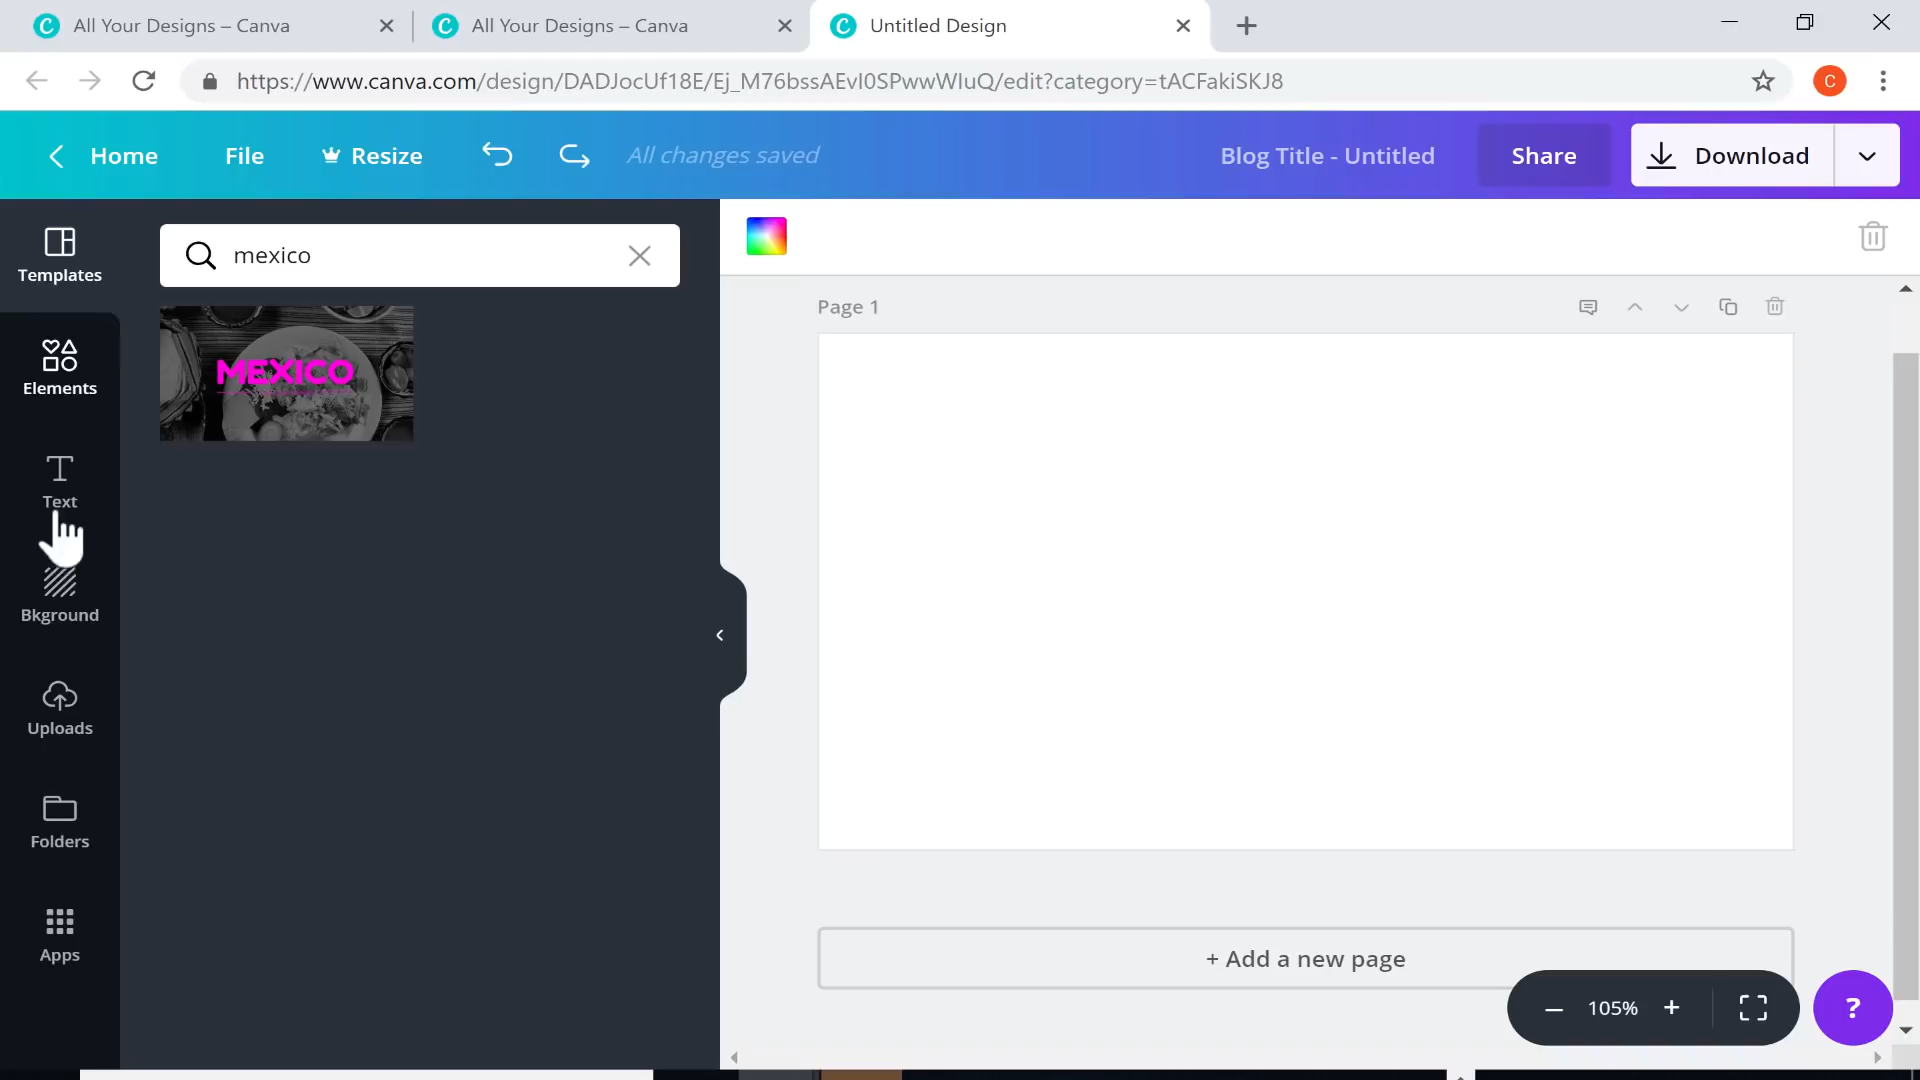 All Your Designs – Canva
All Your Designs – Canva
Untitled Design
https://www.canva.com/design/DADJocUf18E/Ej_M76bssAEvI0SPwwWIuQ/edit?category=tACFakiSKJ8
C
Home
File
Resize
All changes saved
Blog Title - Untitled
Share
Download
Templates
mexico
MEXICO
Page 1
Elements
Text
Bkground
Uploads
Folders
Apps
+ Add a new page
105%
?